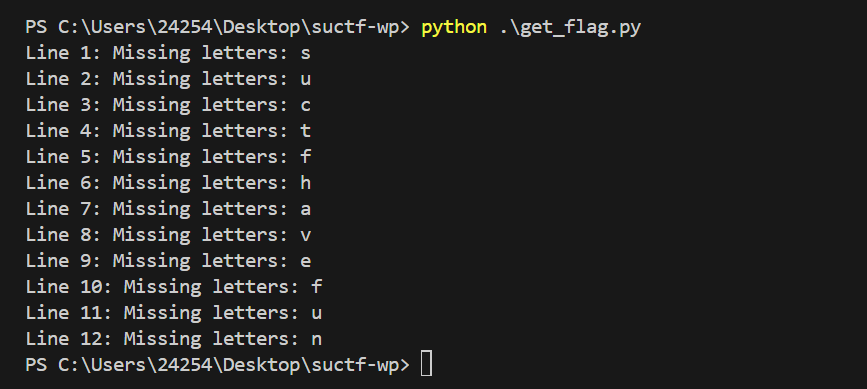 PS C:\Users\24254\Desktop\suctf-wp> python .\get_flag.py
Line 1: Missing letters: s
Line 2: Missing letters: u
Line 3: Missing letters: c
Line 4: Missing letters: t
Line 5: Missing letters: f
Line 6: Missing letters: h
Line 7: Missing letters: a
Line 8: Missing letters: v
Line 9: Missing letters: e
Line 10: Missing letters: f
Line 11: Missing letters: u
Line 12: Missing letters: n
PS C:\Users\24254\Desktop\suctf-wp>